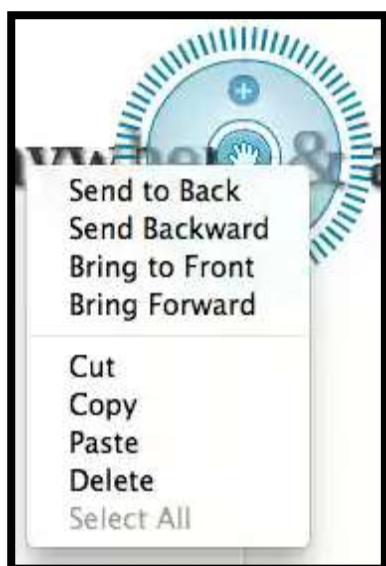 &
Send to Back
Send Backward
Bring to Front
Bring Forward
Cut
Copy
Paste
Delete
Select All